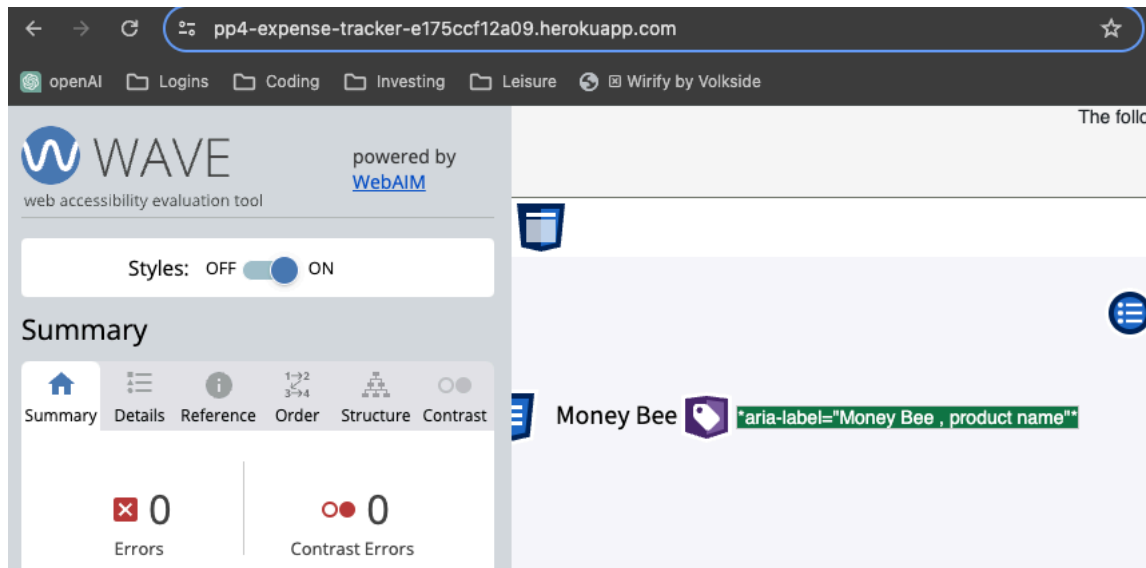 pp4-expense-tracker-e175ccf12a09.herokuapp.com
openAI Logins Coding Investing Leisure Wirify by Volkside
The follo
WAVE
powered by
WebAIM
web accessibility evaluation tool
Styles: OFF ON
Summary
1→2
3→4
Summary Details Reference Order Structure Contrast
Money Bee *aria-label="Money Bee , product name"*
0 0
Errors Contrast Errors